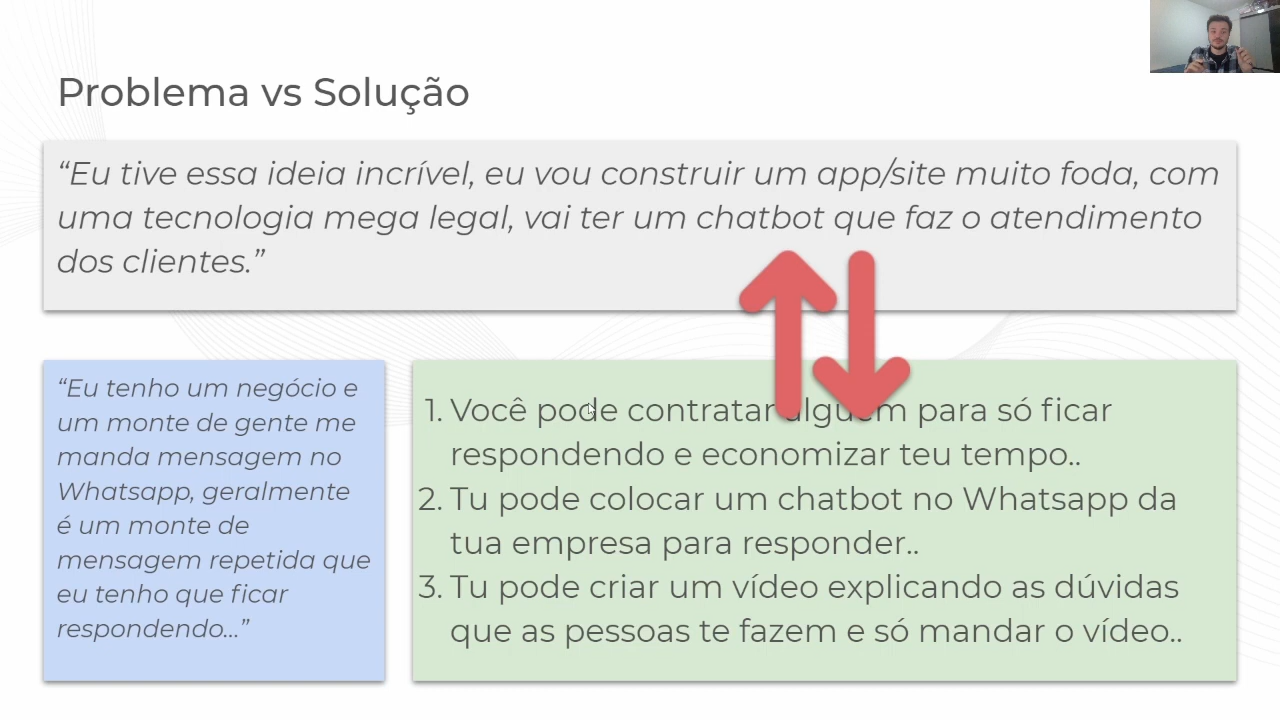 Problema vs Solução
“Eu tive essa ideia incrível, eu vou construir um app/site muito foda, com
uma tecnologia mega legal, vai ter um chatbot que faz o atendimento
dos clientes.”
“Eu tenho um negócio e
um monte de gente me
manda mensagem no
Whatsapp, geralmente
é um monte de
mensagem repetida que
eu tenho que ficar
respondendo...”
1. Você pode contratar alguém para só ficar
respondendo e economizar teu tempo..
2. Tu pode colocar um chatbot no Whatsapp da
tua empresa para responder..
3. Tu pode criar um vídeo explicando as dúvidas
que as pessoas te fazem e só mandar o vídeo..